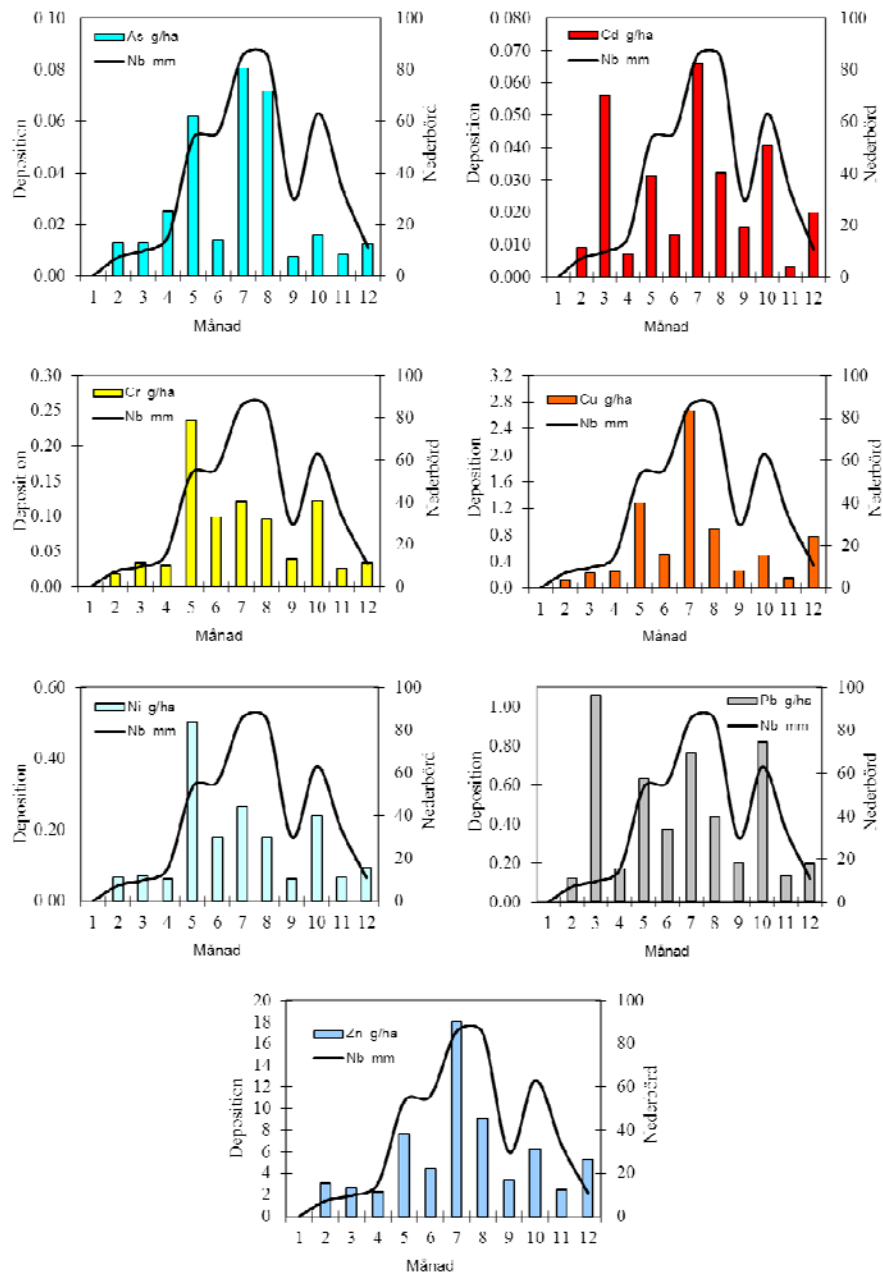 0.10
0.08
0.06
0.04
0.02
0.00
Deposition
As g/ha
Nb mm
100
80
60
40
20
0
Nederbörd
1 2 3 4 5 6 7 8 9 10 11 12
Månad
0.080
0.070
0.060
0.050
0.040
0.030
0.020
0.010
0.000
Deposition
Cd g/ha
Nb mm
100
80
60
40
20
0
Nederbörd
1 2 3 4 5 6 7 8 9 10 11 12
Månad
0.30
0.25
0.20
0.15
0.10
0.05
0.00
Deposition
Cr g/ha
Nb mm
100
80
60
40
20
0
Nederbörd
1 2 3 4 5 6 7 8 9 10 11 12
Månad
3.2
2.8
2.4
2.0
1.6
1.2
0.8
0.4
0.0
Deposition
Cu g/ha
Nb mm
100
80
60
40
20
0
Nederbörd
1 2 3 4 5 6 7 8 9 10 11 12
Månad
0.60
0.40
0.20
0.00
Deposition
Ni g/ha
Nb mm
100
80
60
40
20
0
Nederbörd
1 2 3 4 5 6 7 8 9 10 11 12
Månad
1.00
0.80
0.60
0.40
0.20
0.00
Deposition
Pb g/ha
Nb mm
100
80
60
40
20
0
Nederbörd
1 2 3 4 5 6 7 8 9 10 11 12
Månad
20
18
16
14
12
10
8
6
4
2
0
Deposition
Zn g/ha
Nb mm
100
80
60
40
20
0
Nederbörd
1 2 3 4 5 6 7 8 9 10 11 12
Månad